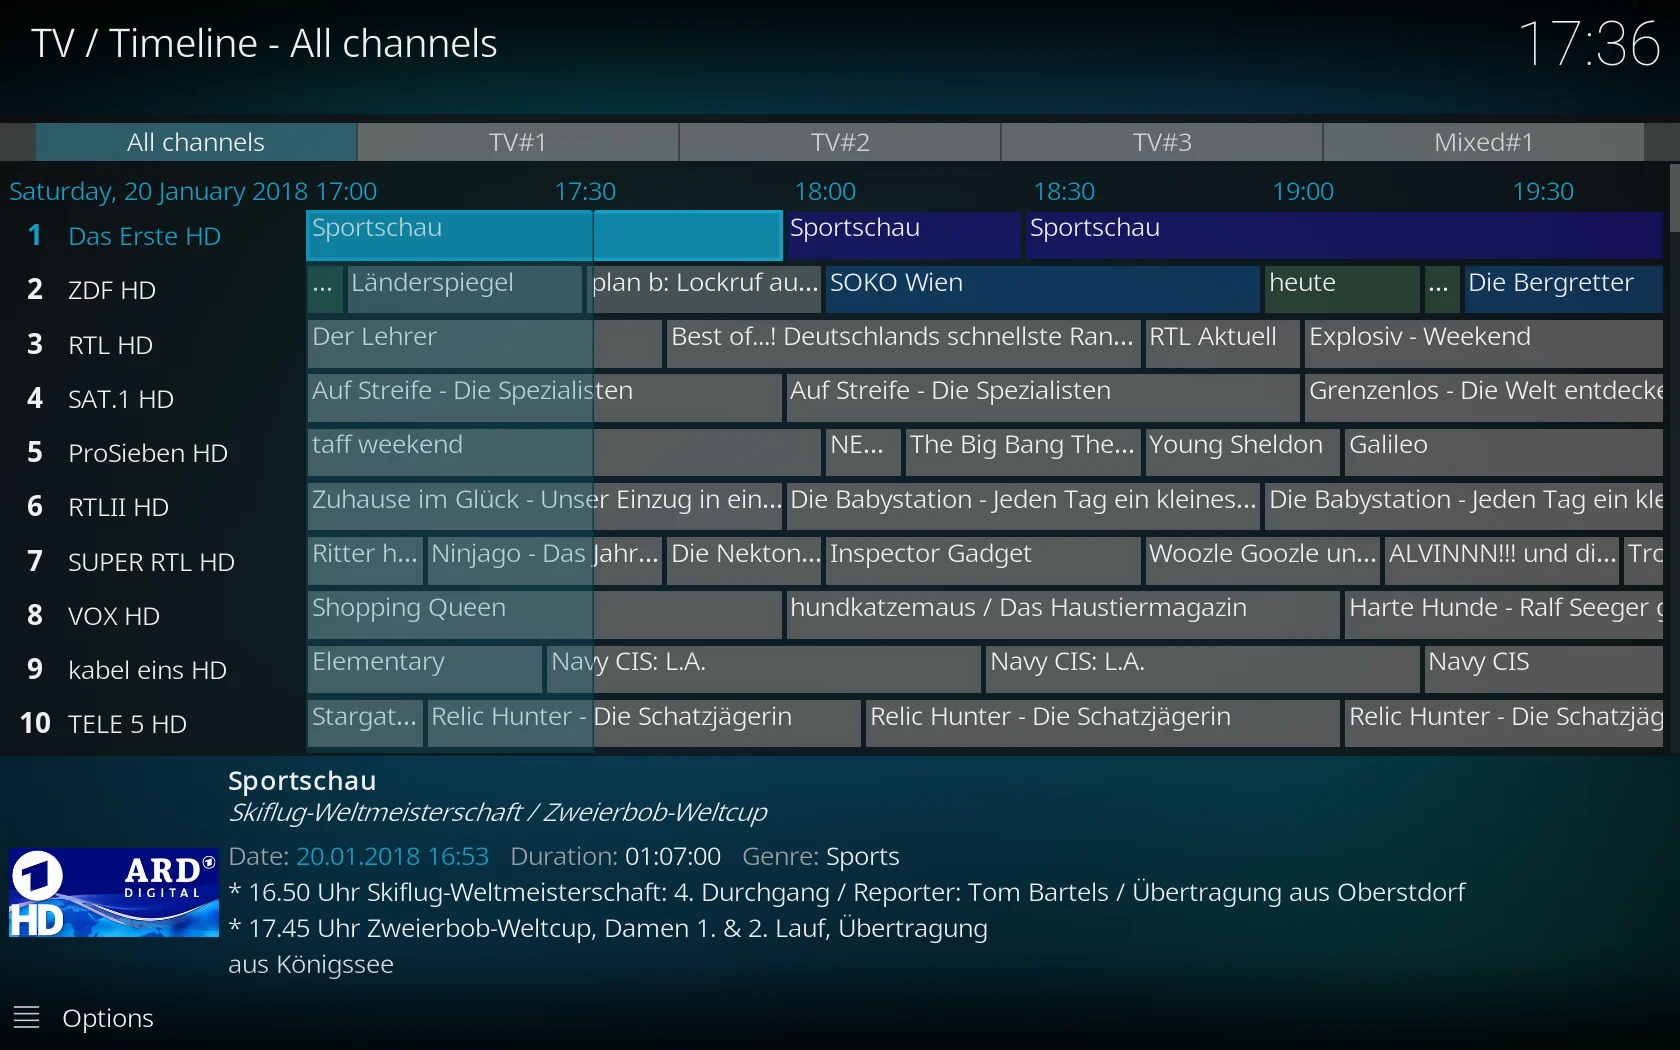 TV / Timeline - All channels
17:36
All channels TV#1 TV#2 TV#3 Mixed#1
Saturday, 20 January 2018 17:00 17:30 18:00 18:30 19:00 19:30
1 Das Erste HD Sportschau Sportschau Sportschau
2 ZDF HD ... Länderspiegel plan b: Lockruf au... SOKO Wien heute ... Die Bergretter
3 RTL HD Der Lehrer Best of...! Deutschlands schnellste Ran... RTL Aktuell Explosiv - Weekend
4 SAT.1 HD Auf Streife - Die Spezialisten Auf Streife - Die Spezialisten Grenzenlos - Die Welt entdecke
5 ProSieben HD taff weekend NE... The Big Bang The... Young Sheldon Galileo
6 RTLII HD Zuhause im Glück - Unser Einzug in ein... Die Babystation - Jeden Tag ein kleines... Die Babystation - Jeden Tag ein kle
7 SUPER RTL HD Ritter h... Ninjago - Das Jahr... Die Nekton... Inspector Gadget Woozle Goozle un... ALVINNN!!! und di... Tro
8 VOX HD Shopping Queen hundkatzemaus / Das Haustiermagazin Harte Hunde - Ralf Seeger g
9 kabel eins HD Elementary Navy CIS: L.A. Navy CIS: L.A. Navy CIS
10 TELE 5 HD Stargat... Relic Hunter - Die Schatzjägerin Relic Hunter - Die Schatzjägerin Relic Hunter - Die Schatzjäg
Sportschau
Skiflug-Weltmeisterschaft / Zweierbob-Weltcup
Date: 20.01.2018 16:53 Duration: 01:07:00 Genre: Sports
1 ARD
DIGITAL
HD
* 16.50 Uhr Skiflug-Weltmeisterschaft: 4. Durchgang / Reporter: Tom Bartels / Übertragung aus Oberstdorf
* 17.45 Uhr Zweierbob-Weltcup, Damen 1. & 2. Lauf, Übertragung
aus Königssee
Options